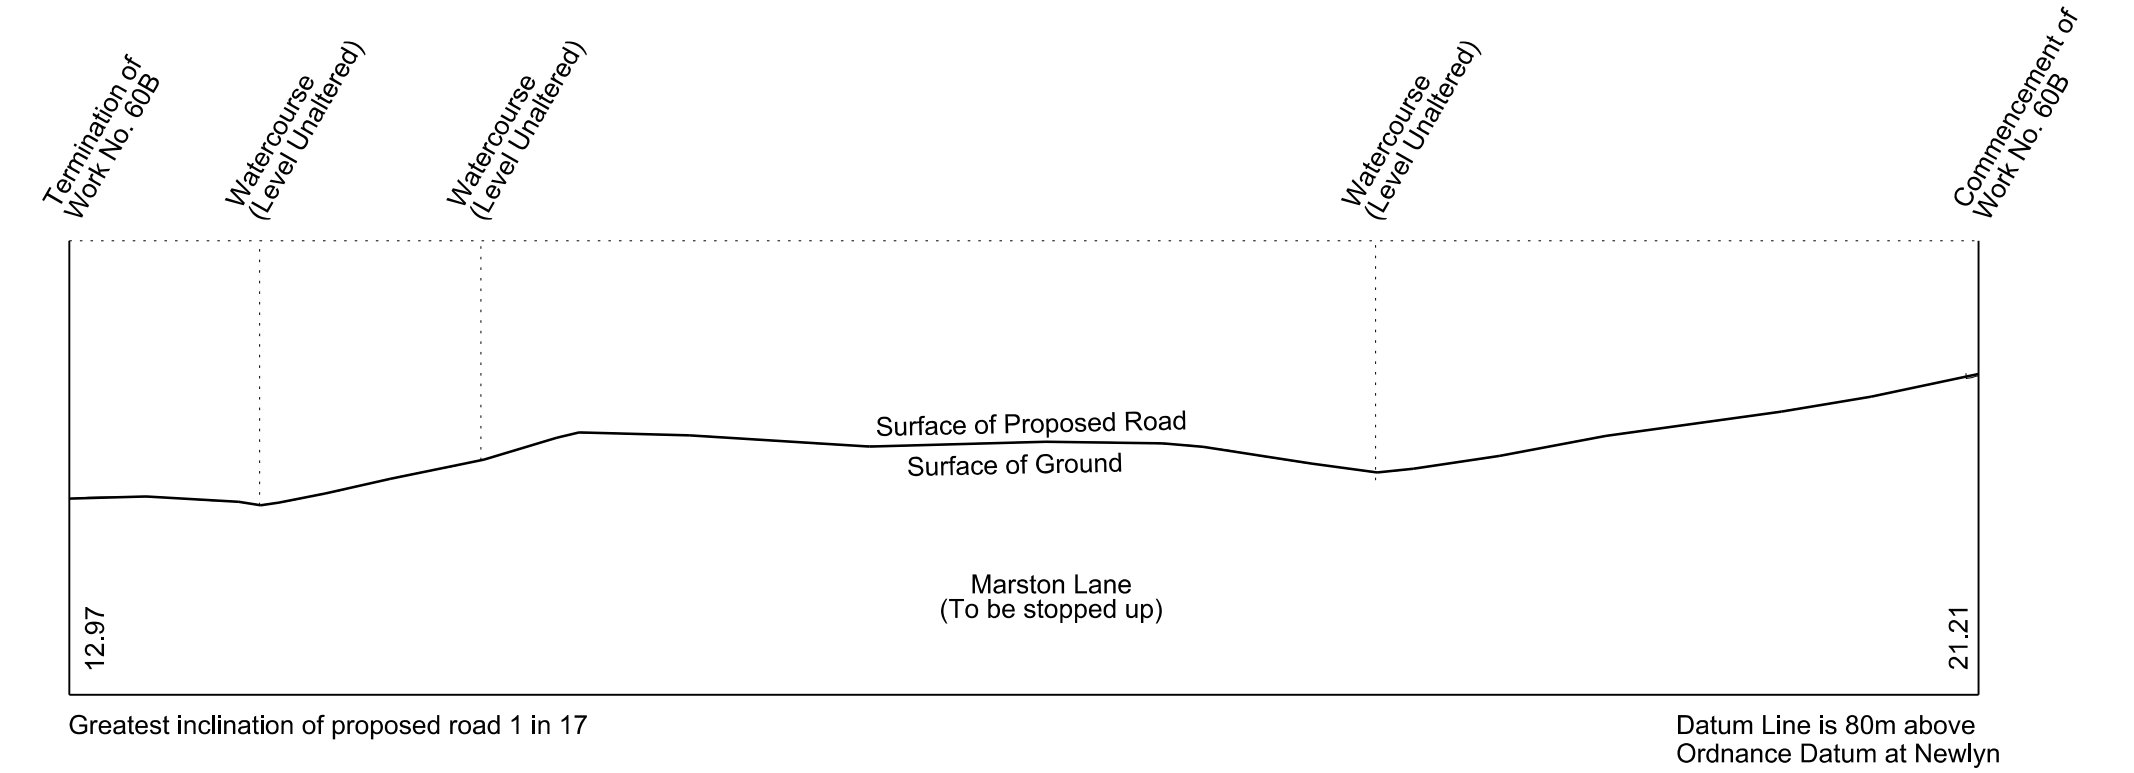 Termination of
Work No. 60B
Watercourse
(Level Unaltered)
Watercourse
(Level Unaltered)
Watercourse
(Level Unaltered)
Commencement of
Work No. 60B
Surface of Proposed Road
Surface of Ground
Marston Lane
(To be stopped up)
12.97
21.21
Greatest inclination of proposed road 1 in 17
Datum Line is 80m above
Ordnance Datum at Newlyn